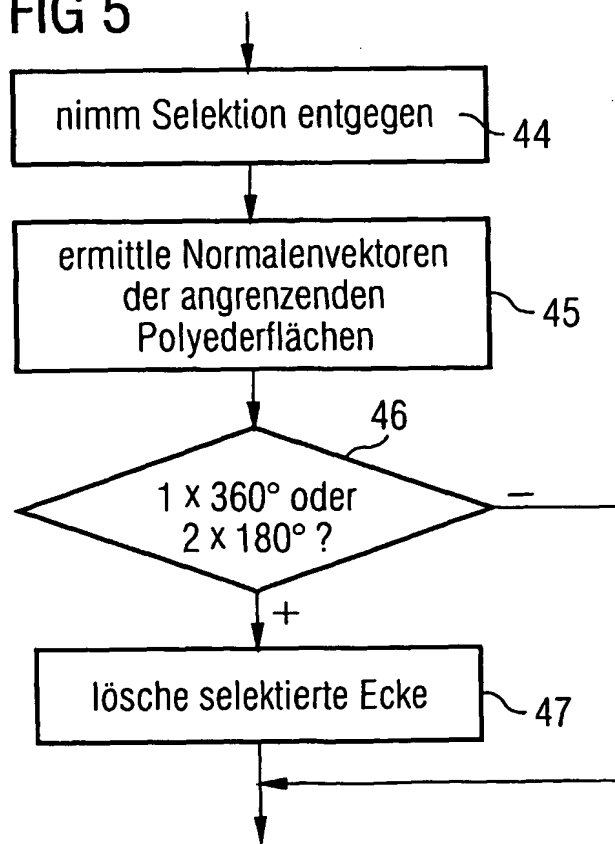 FIG 5
nimm Selektion entgegen
44
ermittle Normalenvektoren
der angrenzenden
Polyederflächen
45
46
1 x 360° oder
2 x 180° ?
−
+
lösche selektierte Ecke
47